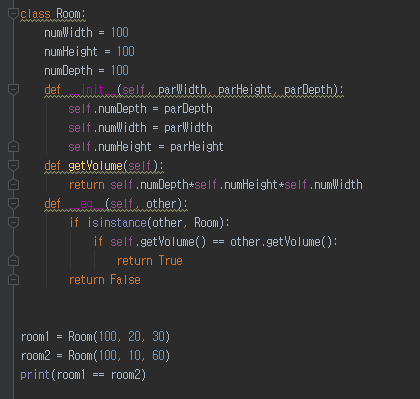 class Room:
    numWidth = 100
    numHeight = 100
    numDepth = 100
    def __init__(self, parWidth, parHeight, parDepth):
        self.numDepth = parDepth
        self.numWidth = parWidth
        self.numHeight = parHeight
    def getVolume(self):
        return self.numDepth*self.numHeight*self.numWidth
    def __eq__(self, other):
        if isinstance(other, Room):
            if self.getVolume() == other.getVolume():
                return True
        return False
room1 = Room(100, 20, 30)
room2 = Room(100, 10, 60)
print(room1 == room2)